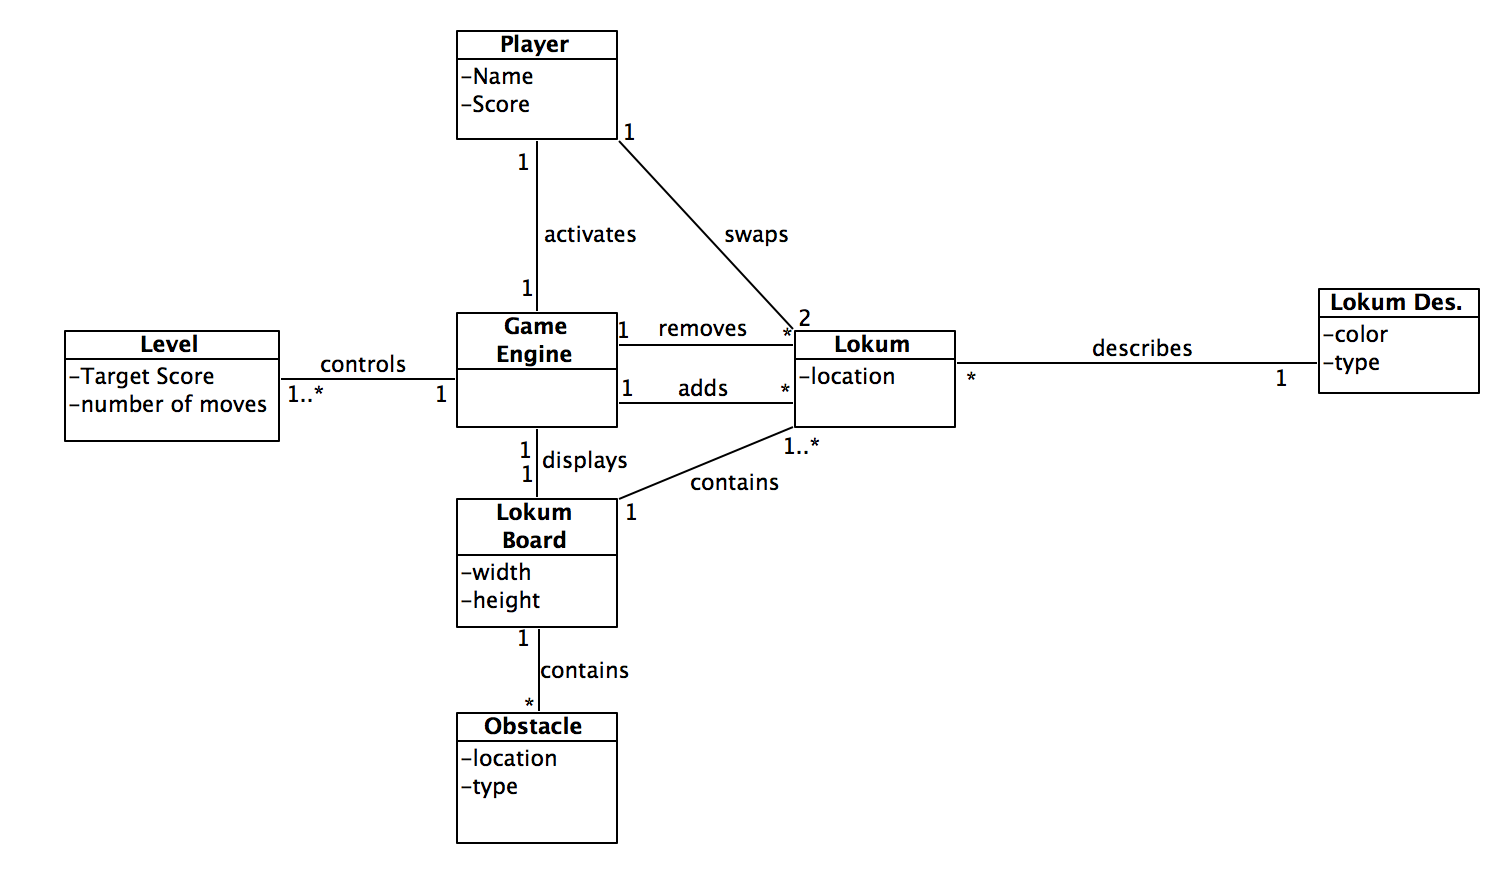 Player
-Name
-Score
1
1
activates
swaps
1
2
Game
Engine
1
removes
*
1
adds
*
Lokum
-location
Lokum Des.
-color
-type
*
describes
1
Level
-Target Score
-number of moves
1..*
controls
1
1
displays
1
1..*
contains
1
Lokum
Board
-width
-height
1
contains
*
Obstacle
-location
-type